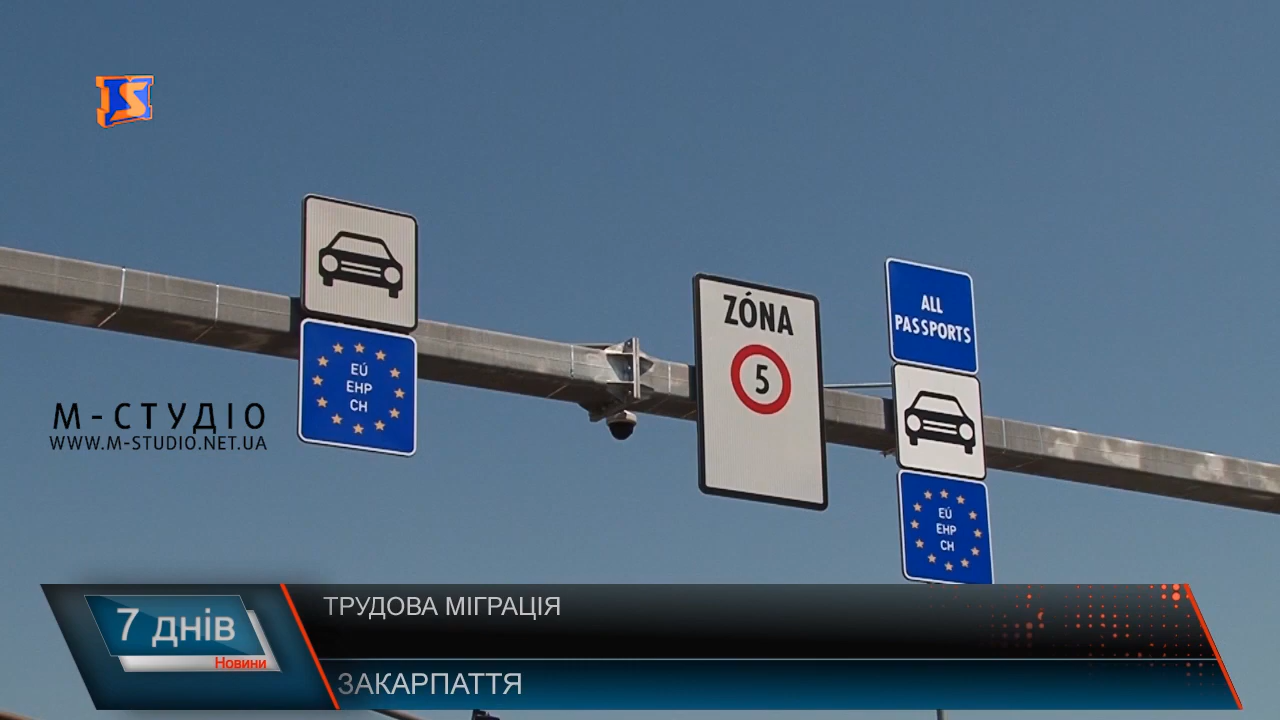 EÚ
EHP
CH
ZÓNA
5
ALL
PASSPORTS
EÚ
EHP
CH
М-СТУДІО
WWW.M-STUDIO.NET.UA
7 днів
Новини
ТРУДОВА МІГРАЦІЯ
ЗАКАРПАТТЯ